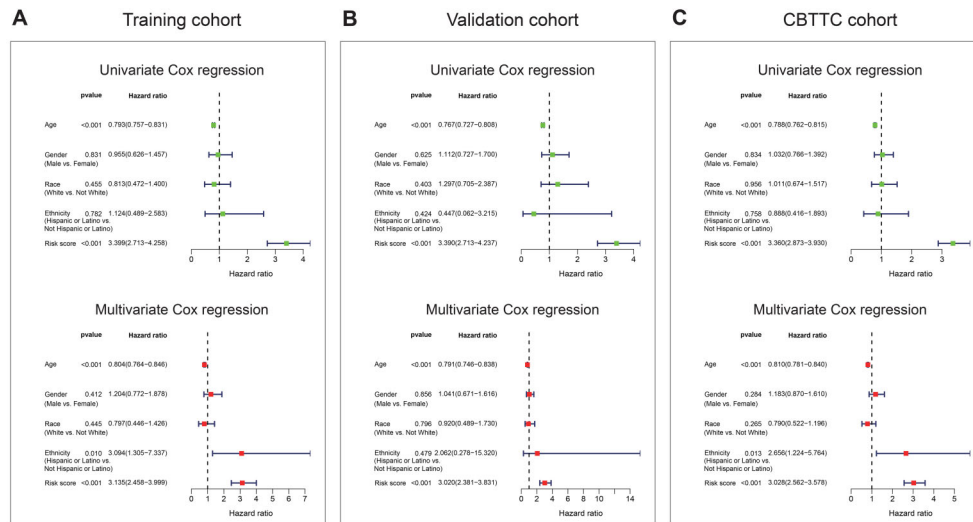 A Training cohort
Univariate Cox regression
pvalue Hazard ratio
Age <0.001 0.793(0.757−0.831)
Gender 0.831 0.955(0.626−1.457)
(Male vs. Female)
Race 0.455 0.813(0.472−1.400)
(White vs. Not White)
Ethnicity 0.782 1.124(0.489−2.583)
(Hispanic or Latino vs.
Not Hispanic or Latino)
Risk score <0.001 3.399(2.713−4.258)
0 1 2 3 4
Hazard ratio
Multivariate Cox regression
pvalue Hazard ratio
Age <0.001 0.804(0.764−0.846)
Gender 0.412 1.204(0.772−1.878)
(Male vs. Female)
Race 0.445 0.797(0.446−1.426)
(White vs. Not White)
Ethnicity 0.010 3.094(1.305−7.337)
(Hispanic or Latino vs.
Not Hispanic or Latino)
Risk score <0.001 3.135(2.458−3.999)
0 1 2 3 4 5 6 7
Hazard ratio
B Validation cohort
Univariate Cox regression
pvalue Hazard ratio
Age <0.001 0.767(0.727−0.808)
Gender 0.625 1.112(0.727−1.700)
(Male vs. Female)
Race 0.403 1.297(0.705−2.387)
(White vs. Not White)
Ethnicity 0.424 0.447(0.062−3.215)
(Hispanic or Latino vs.
Not Hispanic or Latino)
Risk score <0.001 3.390(2.713−4.237)
0 1 2 3 4
Hazard ratio
Multivariate Cox regression
pvalue Hazard ratio
Age <0.001 0.791(0.746−0.838)
Gender 0.856 1.041(0.671−1.616)
(Male vs. Female)
Race 0.796 0.920(0.489−1.730)
(White vs. Not White)
Ethnicity 0.479 2.062(0.278−15.320)
(Hispanic or Latino vs.
Not Hispanic or Latino)
Risk score <0.001 3.020(2.381−3.831)
0 2 4 6 8 10 14
Hazard ratio
C CBTTC cohort
Univariate Cox regression
pvalue Hazard ratio
Age <0.001 0.788(0.762−0.815)
Gender 0.834 1.032(0.766−1.392)
(Male vs. Female)
Race 0.956 1.011(0.674−1.517)
(White vs. Not White)
Ethnicity 0.758 0.888(0.416−1.893)
(Hispanic or Latino vs.
Not Hispanic or Latino)
Risk score <0.001 3.360(2.873−3.930)
0 1 2 3
Hazard ratio
Multivariate Cox regression
pvalue Hazard ratio
Age <0.001 0.810(0.781−0.840)
Gender 0.284 1.183(0.870−1.610)
(Male vs. Female)
Race 0.265 0.790(0.522−1.196)
(White vs. Not White)
Ethnicity 0.013 2.656(1.224−5.764)
(Hispanic or Latino vs.
Not Hispanic or Latino)
Risk score <0.001 3.028(2.562−3.578)
0 1 2 3 4 5
Hazard ratio